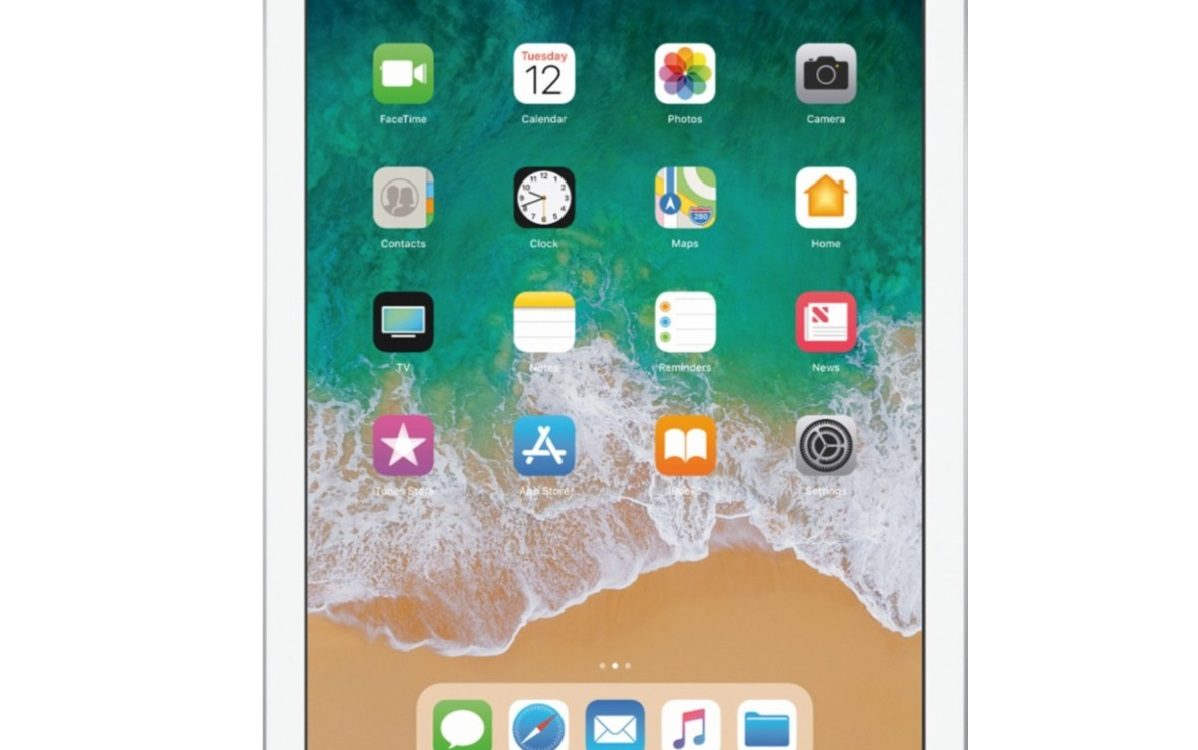 Tuesday
12
FaceTime
Calendar
Photos
Camera
Contacts
Clock
Maps
Home
280
TV
Notes
Reminders
News
iTunes Store
App Store
iBooks
Settings